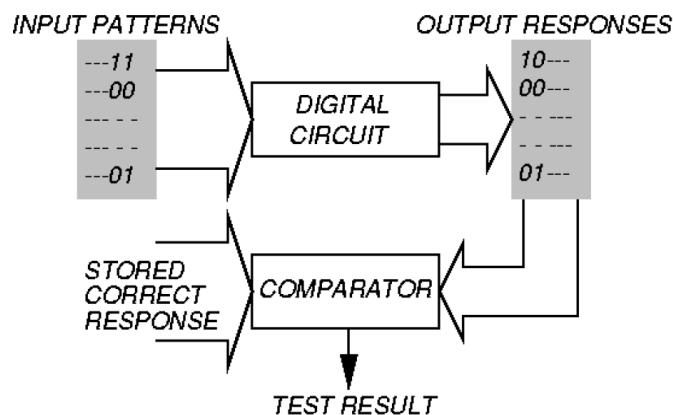 INPUT PATTERNS
OUTPUT RESPONSES
---11
---00
--- - -
--- - -
---01
DIGITAL
CIRCUIT
10---
00---
- - ---
- - ---
01---
STORED
CORRECT
RESPONSE
COMPARATOR
TEST RESULT